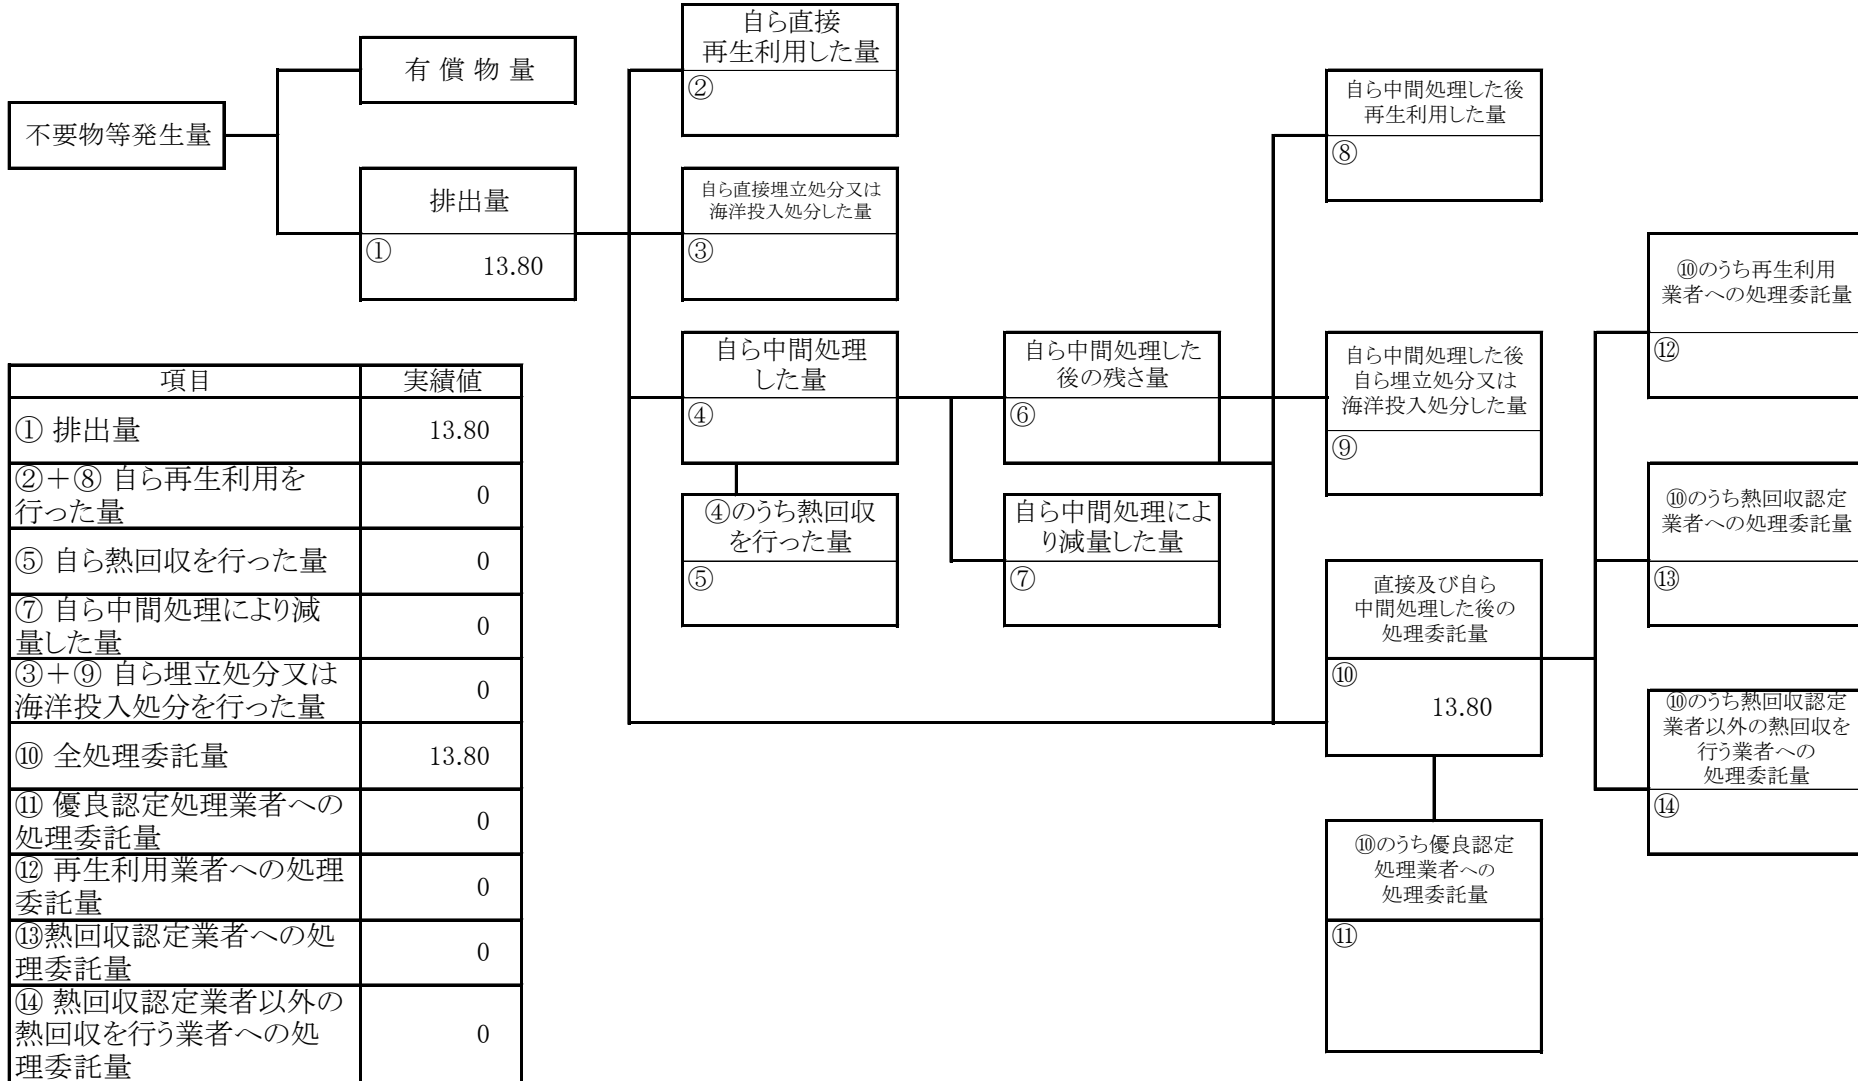 不要物等発生量
有 償 物 量
排出量
①
13.80
自ら直接
再生利用した量
②
自ら直接埋立処分又は
海洋投入処分した量
③
自ら中間処理
した量
④
④のうち熱回収
を行った量
⑤
自ら中間処理した
後の残さ量
⑥
自ら中間処理によ
り減量した量
⑦
自ら中間処理した後
再生利用した量
⑧
自ら中間処理した後
自ら埋立処分又は
海洋投入処分した量
⑨
直接及び自ら
中間処理した後の
処理委託量
⑩
13.80
⑩のうち優良認定
処理業者への
処理委託量
⑪
⑩のうち再生利用
業者への処理委託量
⑫
⑩のうち熱回収認定
業者への処理委託量
⑬
⑩のうち熱回収認定
業者以外の熱回収を
行う業者への
処理委託量
⑭
項目 実績値
① 排出量 13.80
②＋⑧ 自ら再生利用を
行った量 0
⑤ 自ら熱回収を行った量 0
⑦ 自ら中間処理により減
量した量 0
③＋⑨ 自ら埋立処分又は
海洋投入処分を行った量 0
⑩ 全処理委託量 13.80
⑪ 優良認定処理業者への
処理委託量 0
⑫ 再生利用業者への処理
委託量 0
⑬熱回収認定業者への処
理委託量 0
⑭ 熱回収認定業者以外の
熱回収を行う業者への処
理委託量 0